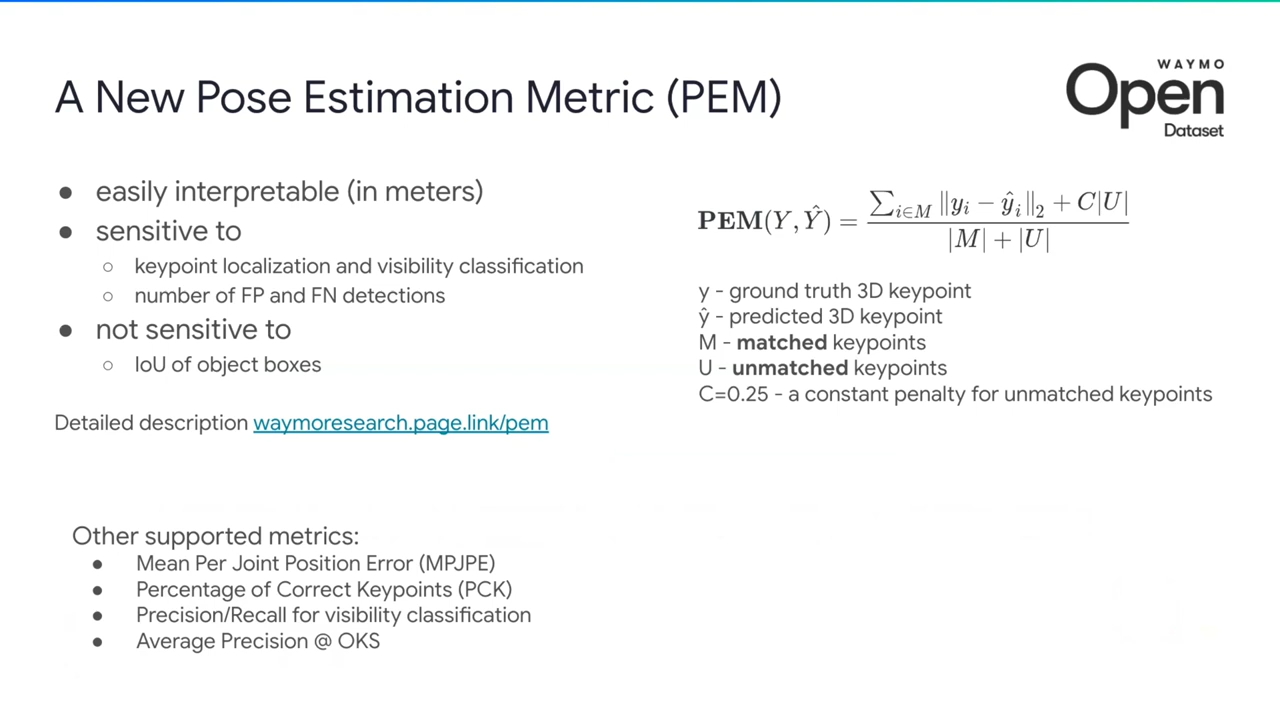 WAYMO
Open
Dataset
A New Pose Estimation Metric (PEM)
● easily interpretable (in meters)
● sensitive to
○ keypoint localization and visibility classification
○ number of FP and FN detections
● not sensitive to
○ IoU of object boxes
Detailed description waymoresearch.page.link/pem
PEM(Y, Ŷ) = (∑_{i∈M} ‖y_i − ŷ_i‖_2 + C|U|) / (|M| + |U|)
y - ground truth 3D keypoint
ŷ - predicted 3D keypoint
M - matched keypoints
U - unmatched keypoints
C=0.25 - a constant penalty for unmatched keypoints
Other supported metrics:
● Mean Per Joint Position Error (MPJPE)
● Percentage of Correct Keypoints (PCK)
● Precision/Recall for visibility classification
● Average Precision @ OKS